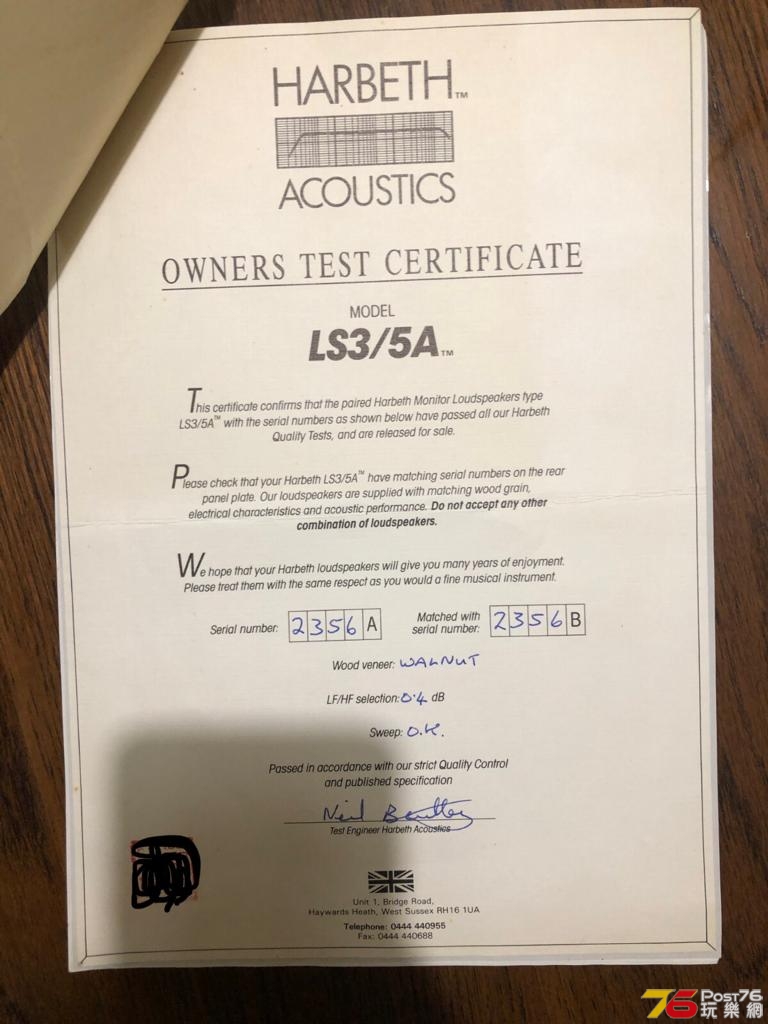 HARBETH™
ACOUSTICS
OWNERS TEST CERTIFICATE
MODEL
LS3/5A™
This certificate confirms that the paired Harbeth Monitor Loudspeakers type
LS3/5A™ with the serial numbers as shown below have passed all our Harbeth
Quality Tests, and are released for sale.
Please check that your Harbeth LS3/5A™ have matching serial numbers on the rear
panel plate. Our loudspeakers are supplied with matching wood grain,
electrical characteristics and acoustic performance. Do not accept any other
combination of loudspeakers.
We hope that your Harbeth loudspeakers will give you many years of enjoyment.
Please treat them with the same respect as you would a fine musical instrument.
Serial number: 2356A Matched with serial number: 2356B
Wood veneer: WALNUT
LF/HF selection: 0.4 dB
Sweep: O.K.
Passed in accordance with our strict Quality Control
and published specification
Neil
Test Engineer Harbeth Acoustics
Unit 1, Bridge Road,
Haywards Heath, West Sussex RH16 1UA
Telephone: 0444 440955
Fax: 0444 440688
76 Post76
玩樂網